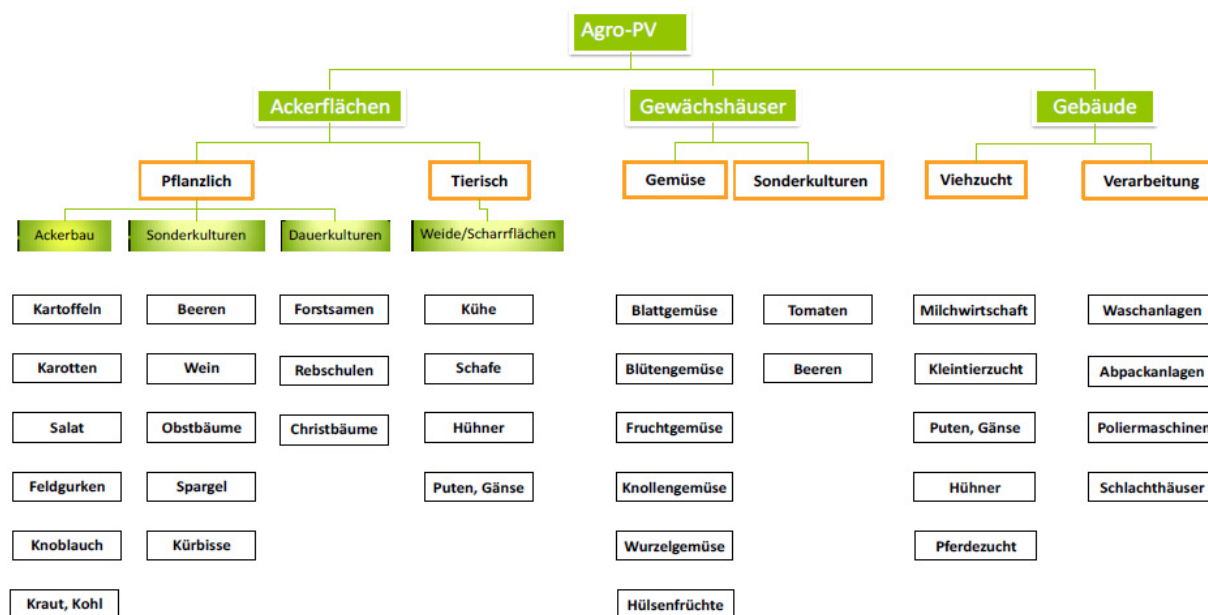 Agro-PV
Ackerflächen
Gewächshäuser
Gebäude
Pflanzlich
Tierisch
Gemüse
Sonderkulturen
Viehzucht
Verarbeitung
Ackerbau
Sonderkulturen
Dauerkulturen
Weide/Scharrflächen
Kartoffeln
Beeren
Forstsamen
Kühe
Blattgemüse
Tomaten
Milchwirtschaft
Waschanlagen
Karotten
Wein
Rebschulen
Schafe
Blütengemüse
Beeren
Kleintierzucht
Abpackanlagen
Salat
Obstbäume
Christbäume
Hühner
Fruchtgemüse
Puten, Gänse
Poliermaschinen
Feldgurken
Spargel
Puten, Gänse
Knollengemüse
Hühner
Schlachthäuser
Knoblauch
Kürbisse
Wurzelgemüse
Pferdezucht
Kraut, Kohl
Hülsenfrüchte